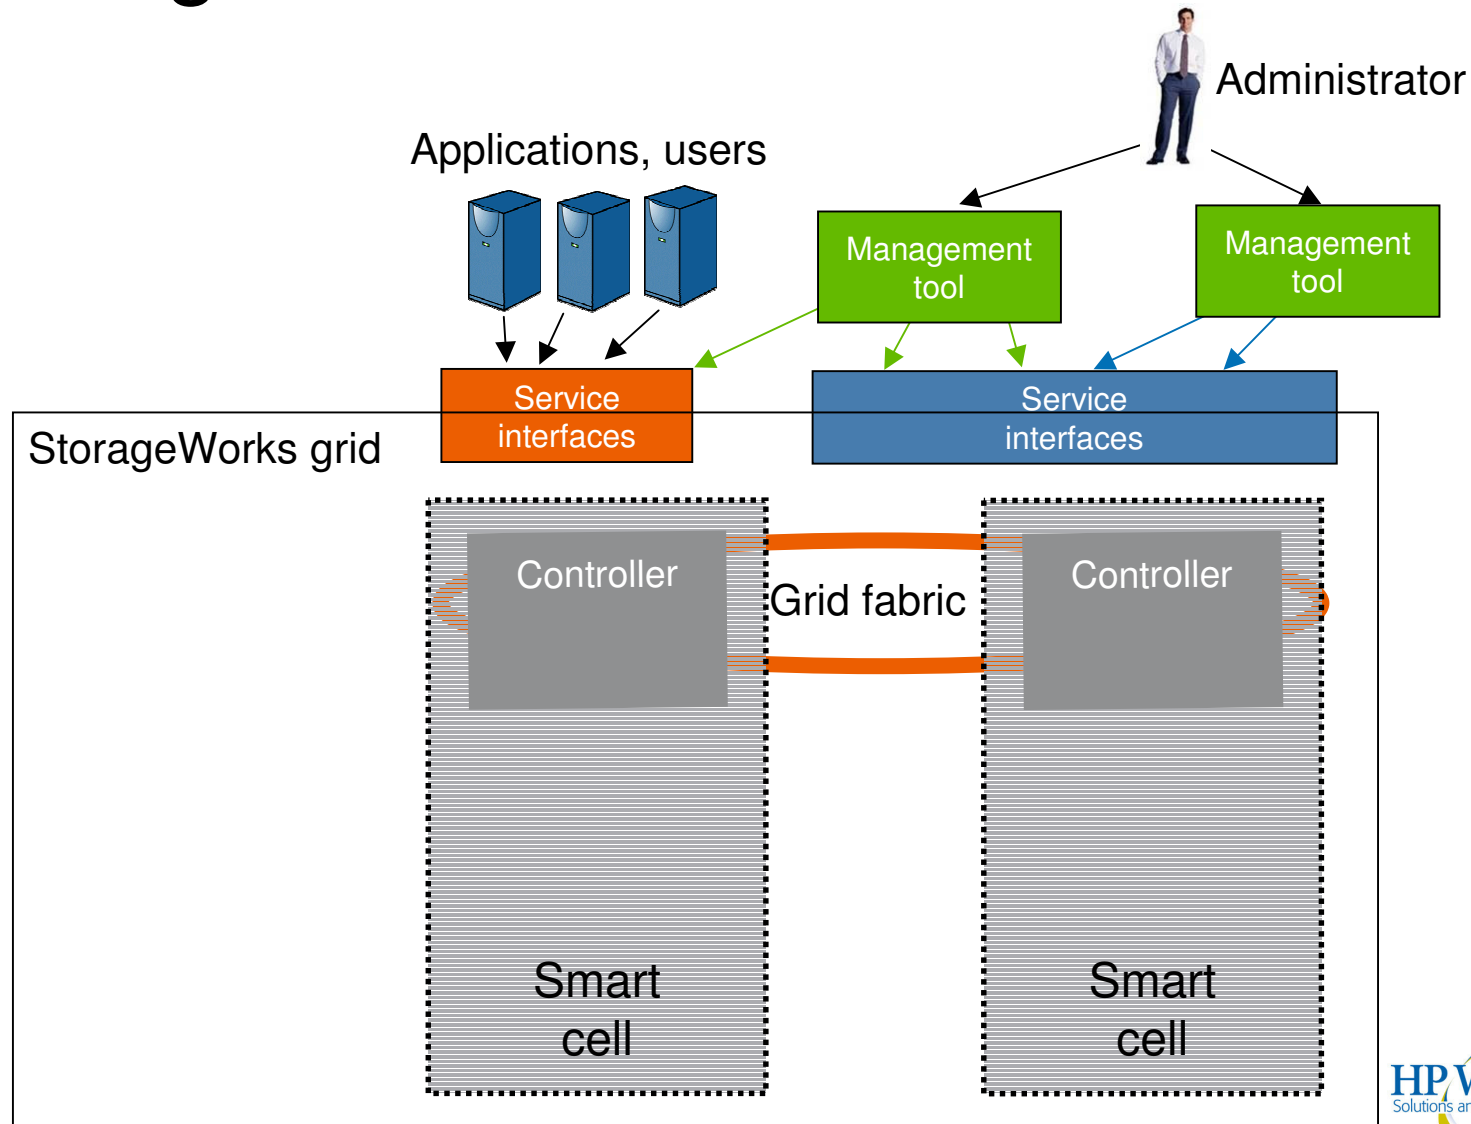 Administrator
Applications, users
Management
tool
Management
tool
Service
interfaces
Service
interfaces
StorageWorks grid
Controller
Controller
Grid fabric
Smart
cell
Smart
cell
HP
Solutions